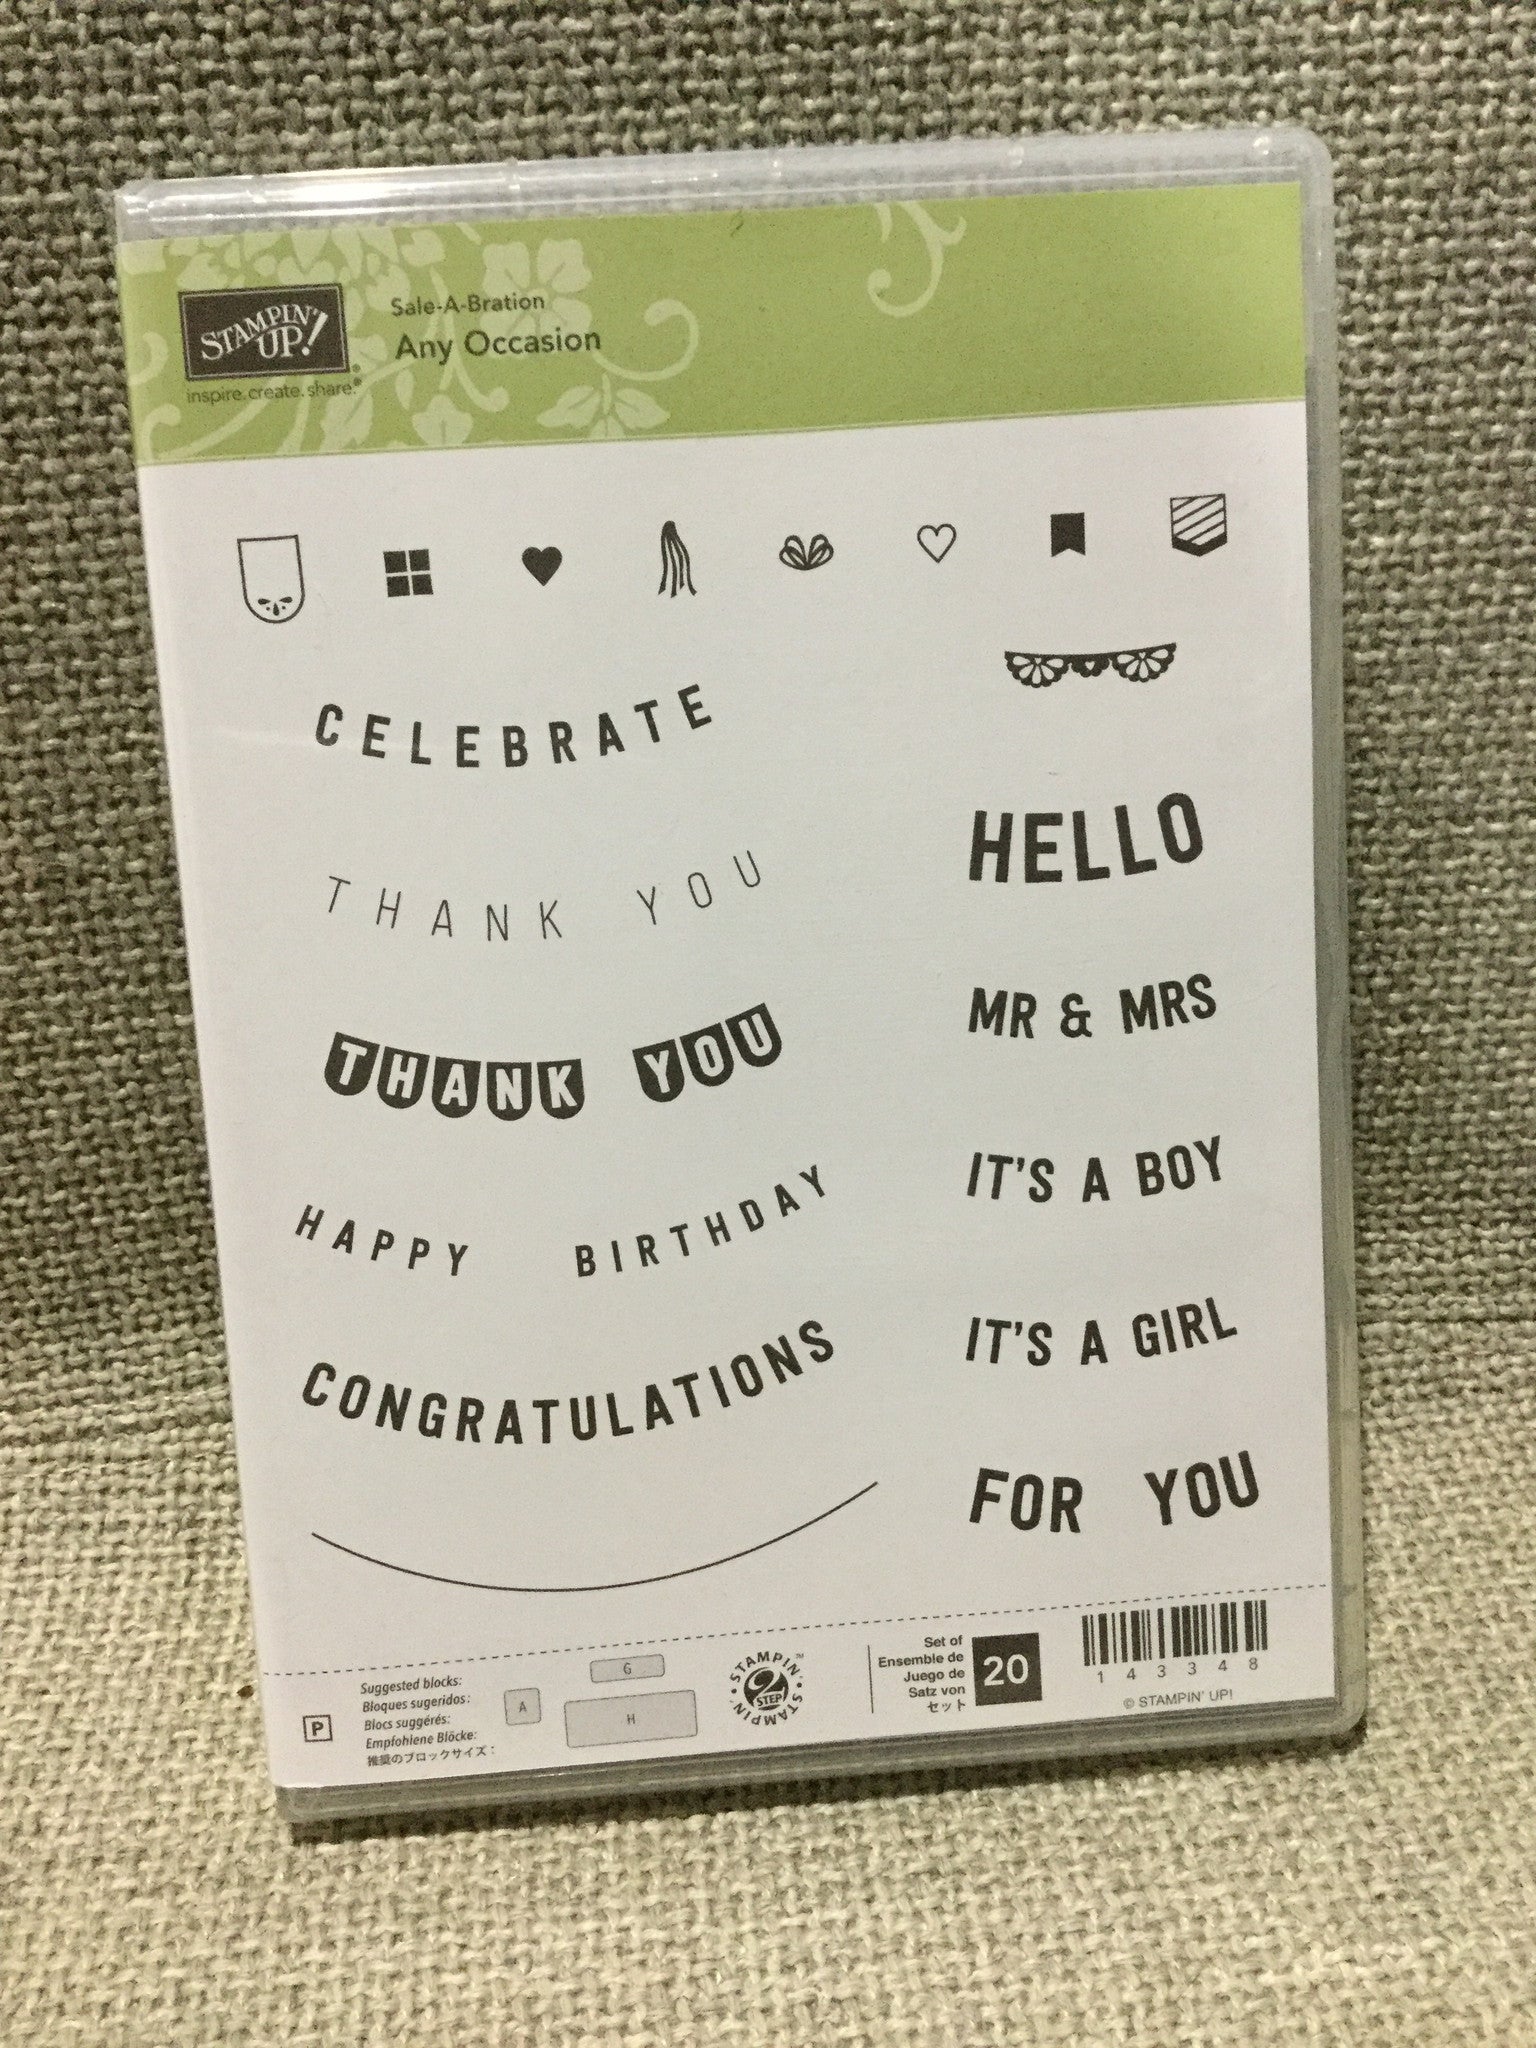 STAMPIN' UP!®
inspire. create. share.®
Sale-A-Bration
Any Occasion
CELEBRATE
THANK YOU
THANK YOU
HAPPY BIRTHDAY
CONGRATULATIONS
HELLO
MR & MRS
IT'S A BOY
IT'S A GIRL
FOR YOU
P
Suggested blocks:
Bloques sugeridos:
Blocs suggérés:
Empfohlene Blöcke:
推奨のブロックサイズ：
A
G
H
STAMPIN'™
2
STEP
STAMPIN'
Set of
Ensemble de
Juego de
Satz von
セット
20
143348
© STAMPIN' UP!